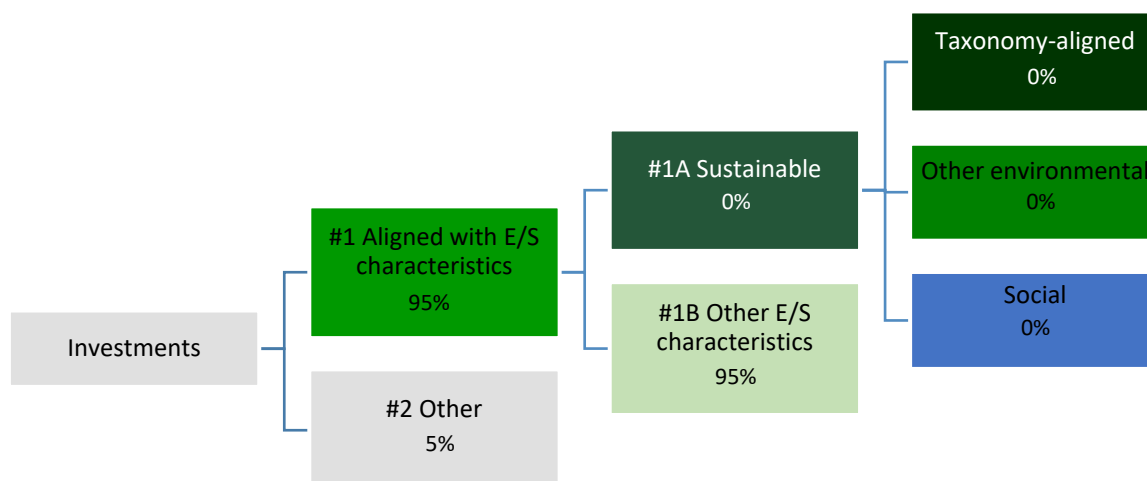 Investments
#1 Aligned with E/S
characteristics
95%
#2 Other
5%
#1A Sustainable
0%
#1B Other E/S
characteristics
95%
Taxonomy-aligned
0%
Other environmental
0%
Social
0%